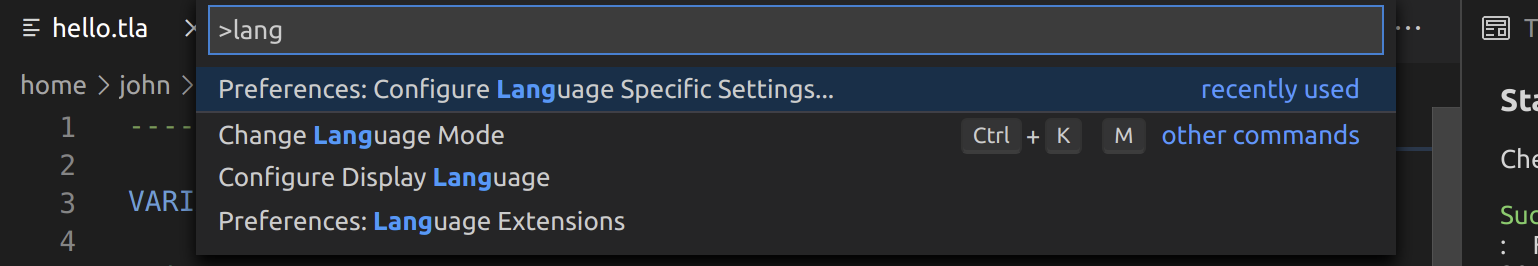 hello.tla
>lang
home > john >
Preferences: Configure Language Specific Settings... recently used
Change Language Mode Ctrl + K M other commands
Configure Display Language
Preferences: Language Extensions
1 ----
2
3 VARI
4
T
Sta
Che
Suc
: